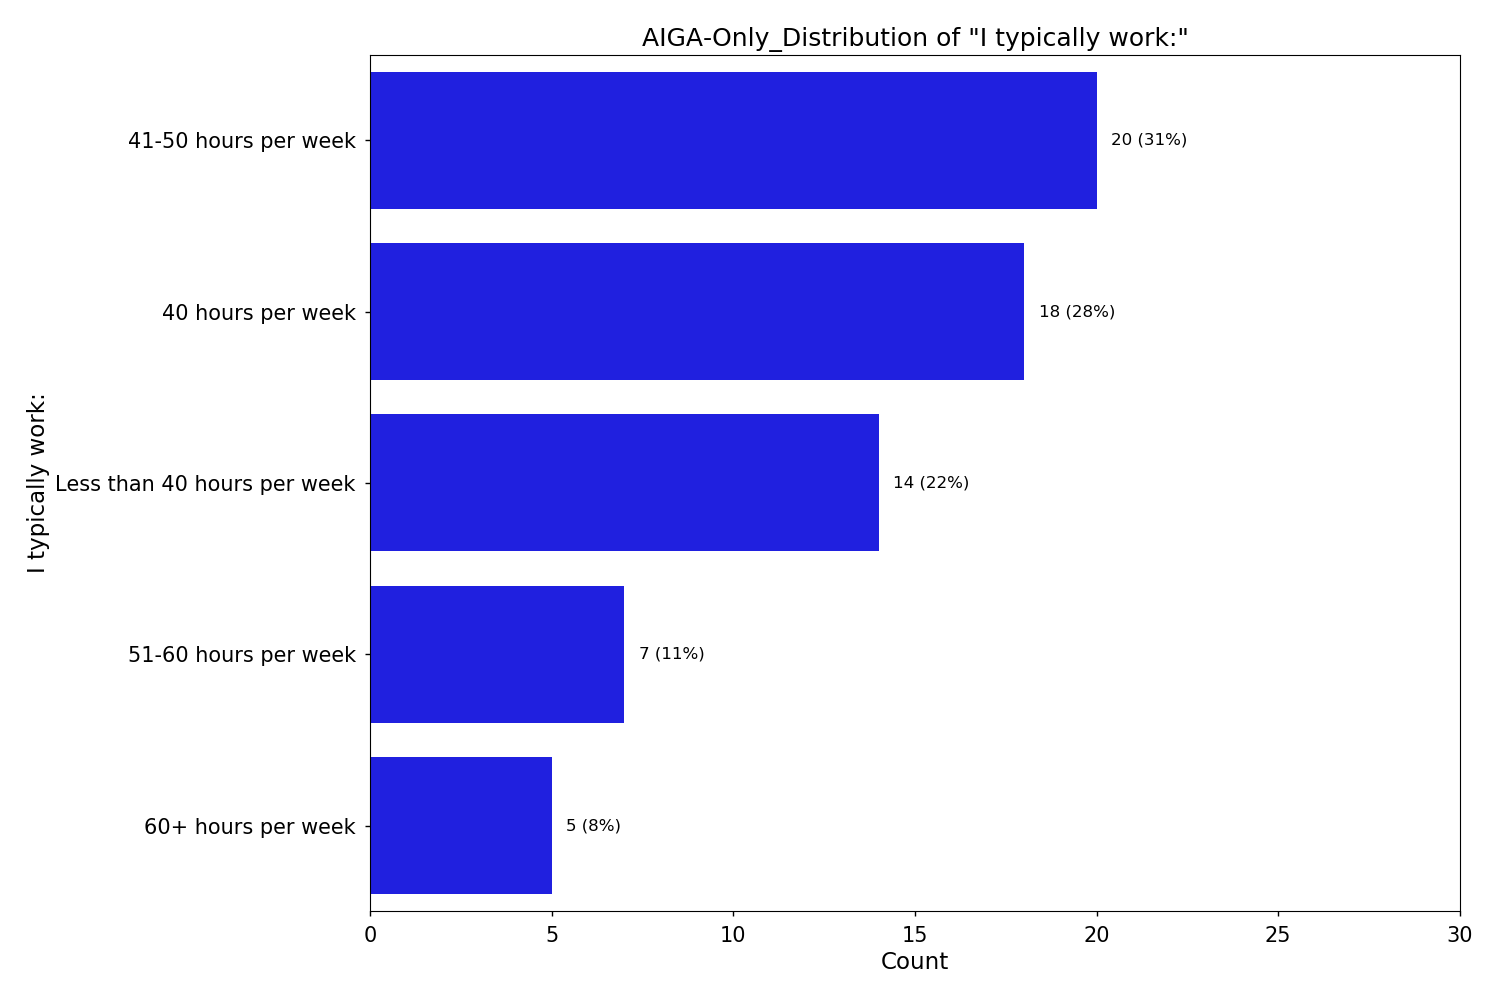 AIGA-Only_Distribution of "I typically work:"
I typically work:
41-50 hours per week
20 (31%)
40 hours per week
18 (28%)
Less than 40 hours per week
14 (22%)
51-60 hours per week
7 (11%)
60+ hours per week
5 (8%)
0 5 10 15 20 25 30
Count